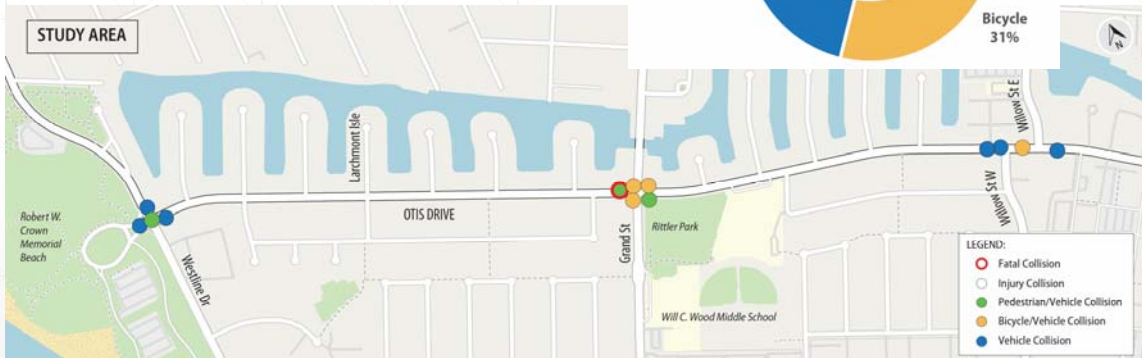 STUDY AREA
Bicycle
31%
N
Larchmont Isle
Willow St E
OTIS DRIVE
Robert W.
Crown
Memorial
Beach
Westline Dr
Grand St
Rittler Park
Willow St W
Will C. Wood Middle School
LEGEND:
Fatal Collision
Injury Collision
Pedestrian/Vehicle Collision
Bicycle/Vehicle Collision
Vehicle Collision